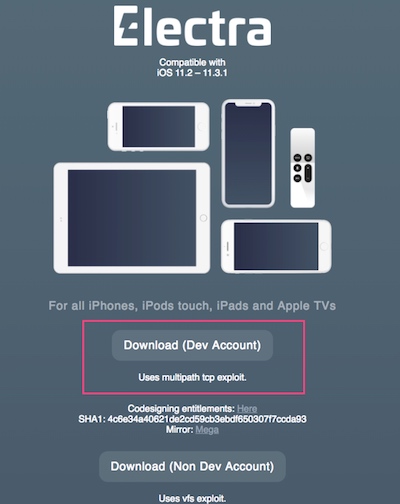 Electra
Compatible with
iOS 11.2 – 11.3.1
For all iPhones, iPods touch, iPads and Apple TVs
Download (Dev Account)
Uses multipath tcp exploit.
Codesigning entitlements: Here
SHA1: 4c6e34a40621de2cd59cb3ebdf650307f7ccda93
Mirror: Mega
Download (Non Dev Account)
Uses vfs exploit.